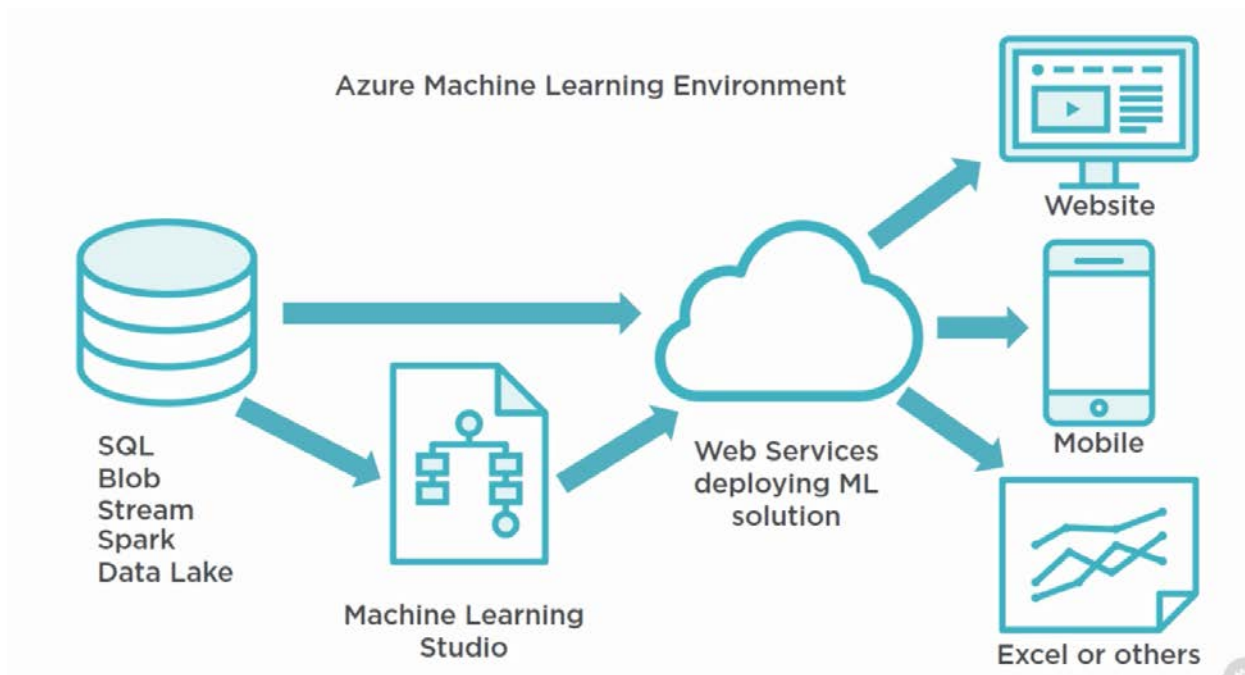 Azure Machine Learning Environment
Website
SQL
Blob
Stream
Spark
Data Lake
Machine Learning
Studio
Web Services
deploying ML
solution
Mobile
Excel or others